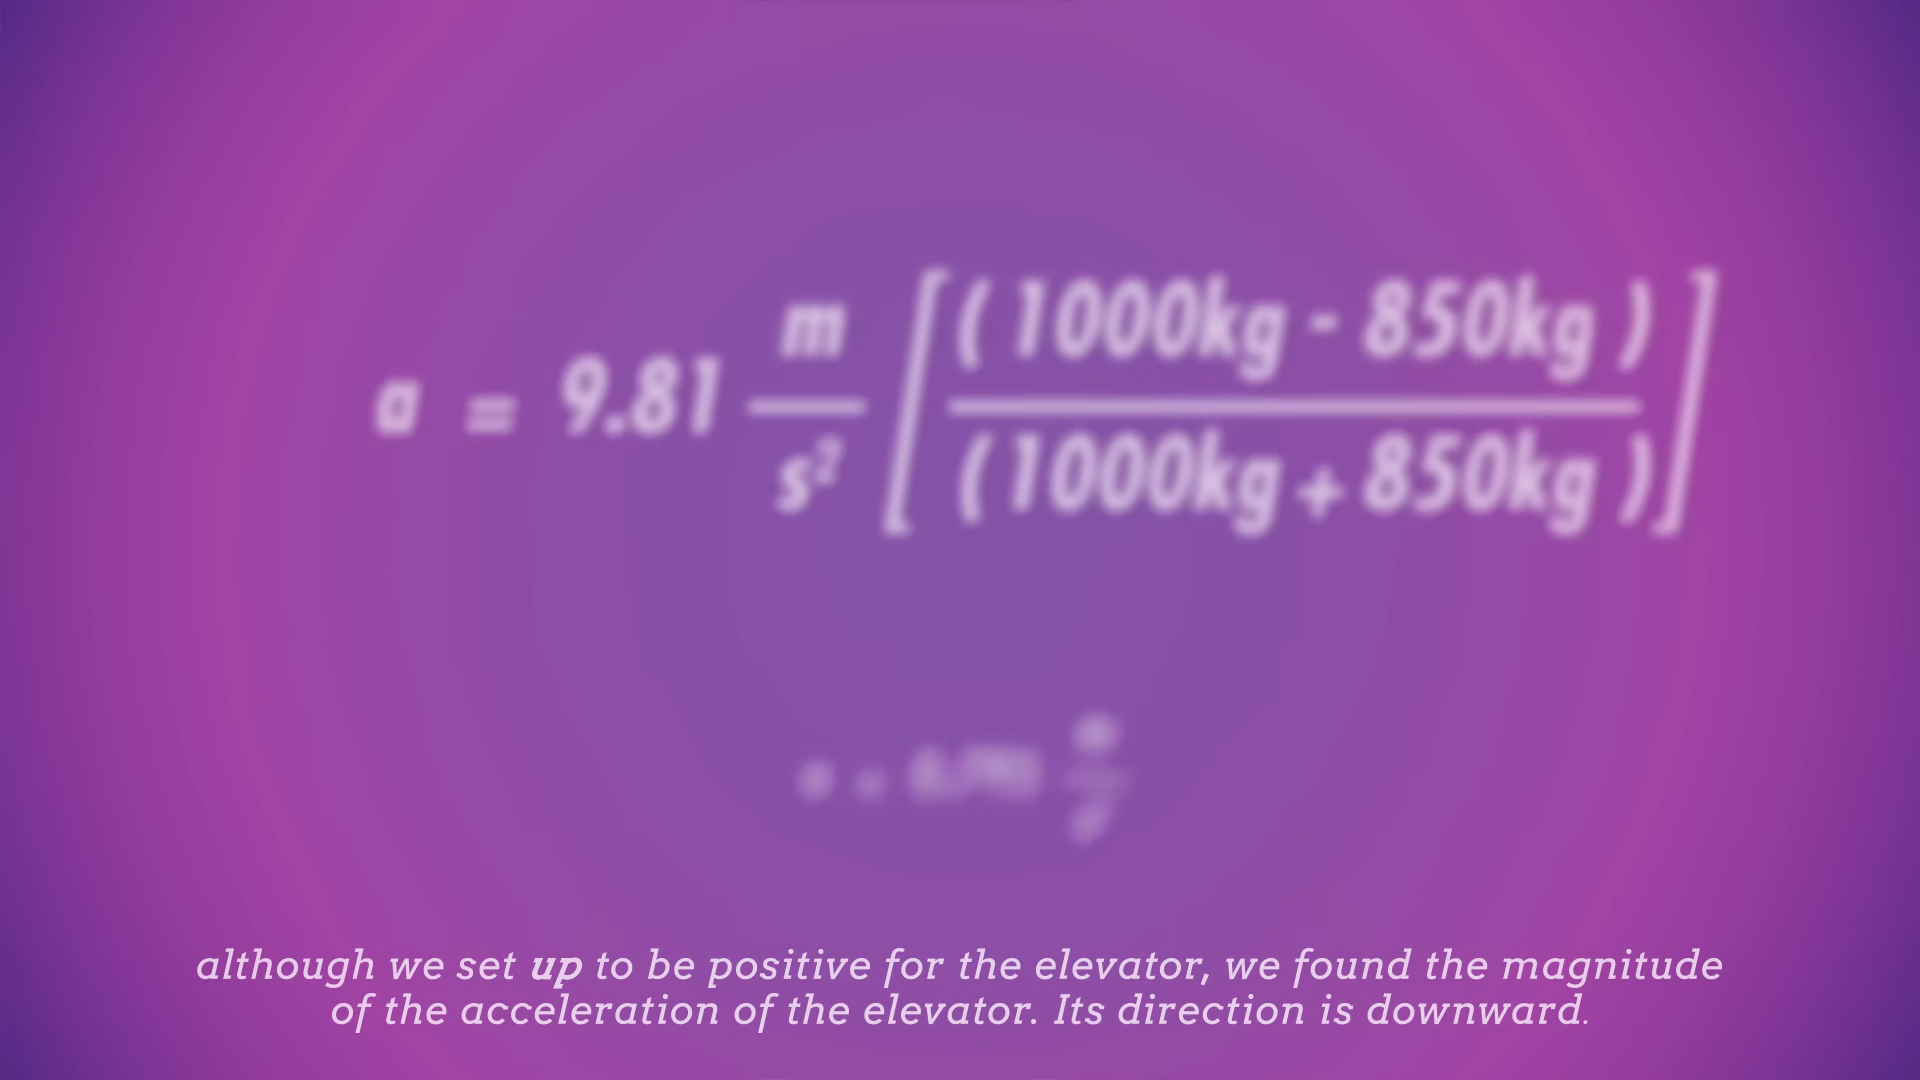 a = 9.81 m/s² [ ( 1000kg - 850kg ) / ( 1000kg + 850kg ) ]
although we set up to be positive for the elevator, we found the magnitude
of the acceleration of the elevator. Its direction is downward.